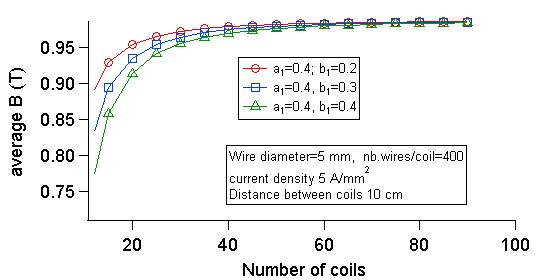 average B (T)
0.95
0.90
0.85
0.80
0.75
a1=0.4; b1=0.2
a1=0.4, b1=0.3
a1=0.4, b1=0.4
Wire diameter=5 mm, nb.wires/coil=400
current density 5 A/mm²
Distance between coils 10 cm
20 40 60 80 100
Number of coils